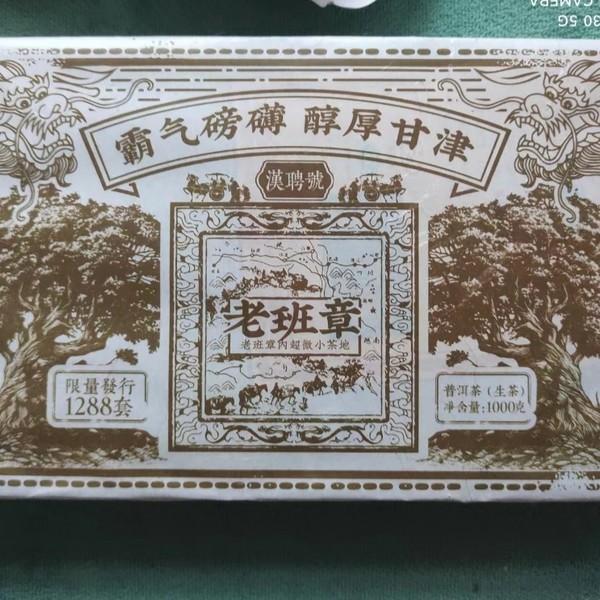 霸气磅礴 醇厚甘津
漢聘號
老班章
老班章内超微小茶地
限量發行
1288套
普洱茶（生茶）
净含量:1000克